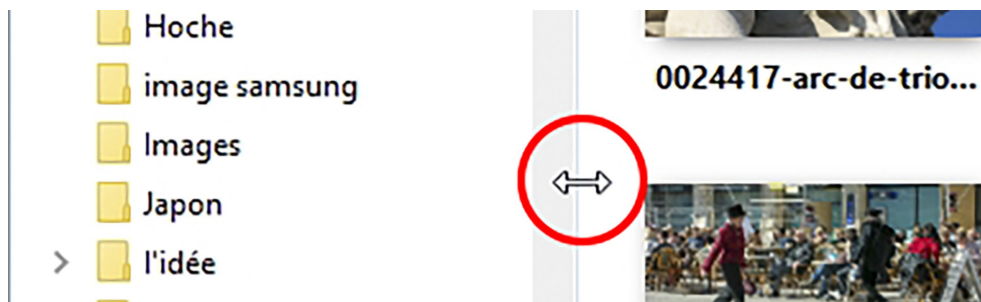 Hoche
image samsung
Images
Japon
l'idée
0024417-arc-de-trio...